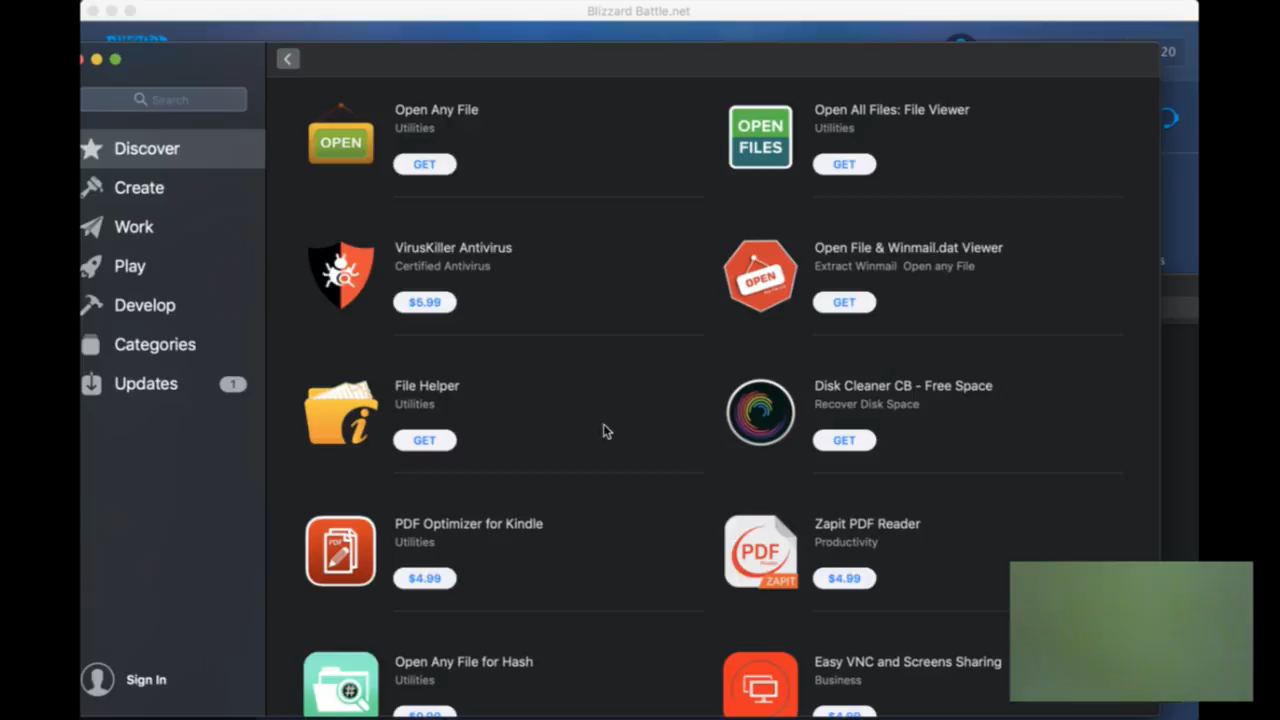 Blizzard Battle.net
20
Search
Discover
Create
Work
Play
Develop
Categories
Updates
1
Sign In
OPEN
Open Any File
Utilities
GET
OPEN
FILES
Open All Files: File Viewer
Utilities
GET
VirusKiller Antivirus
Certified Antivirus
$5.99
OPEN
Open File & Winmail.dat Viewer
Extract Winmail Open any File
GET
File Helper
Utilities
GET
Disk Cleaner CB - Free Space
Recover Disk Space
GET
PDF
PDF Optimizer for Kindle
Utilities
$4.99
PDF
Reader
ZAPIT
Zapit PDF Reader
Productivity
$4.99
#
Open Any File for Hash
Utilities
Easy VNC and Screens Sharing
Business
$4.99